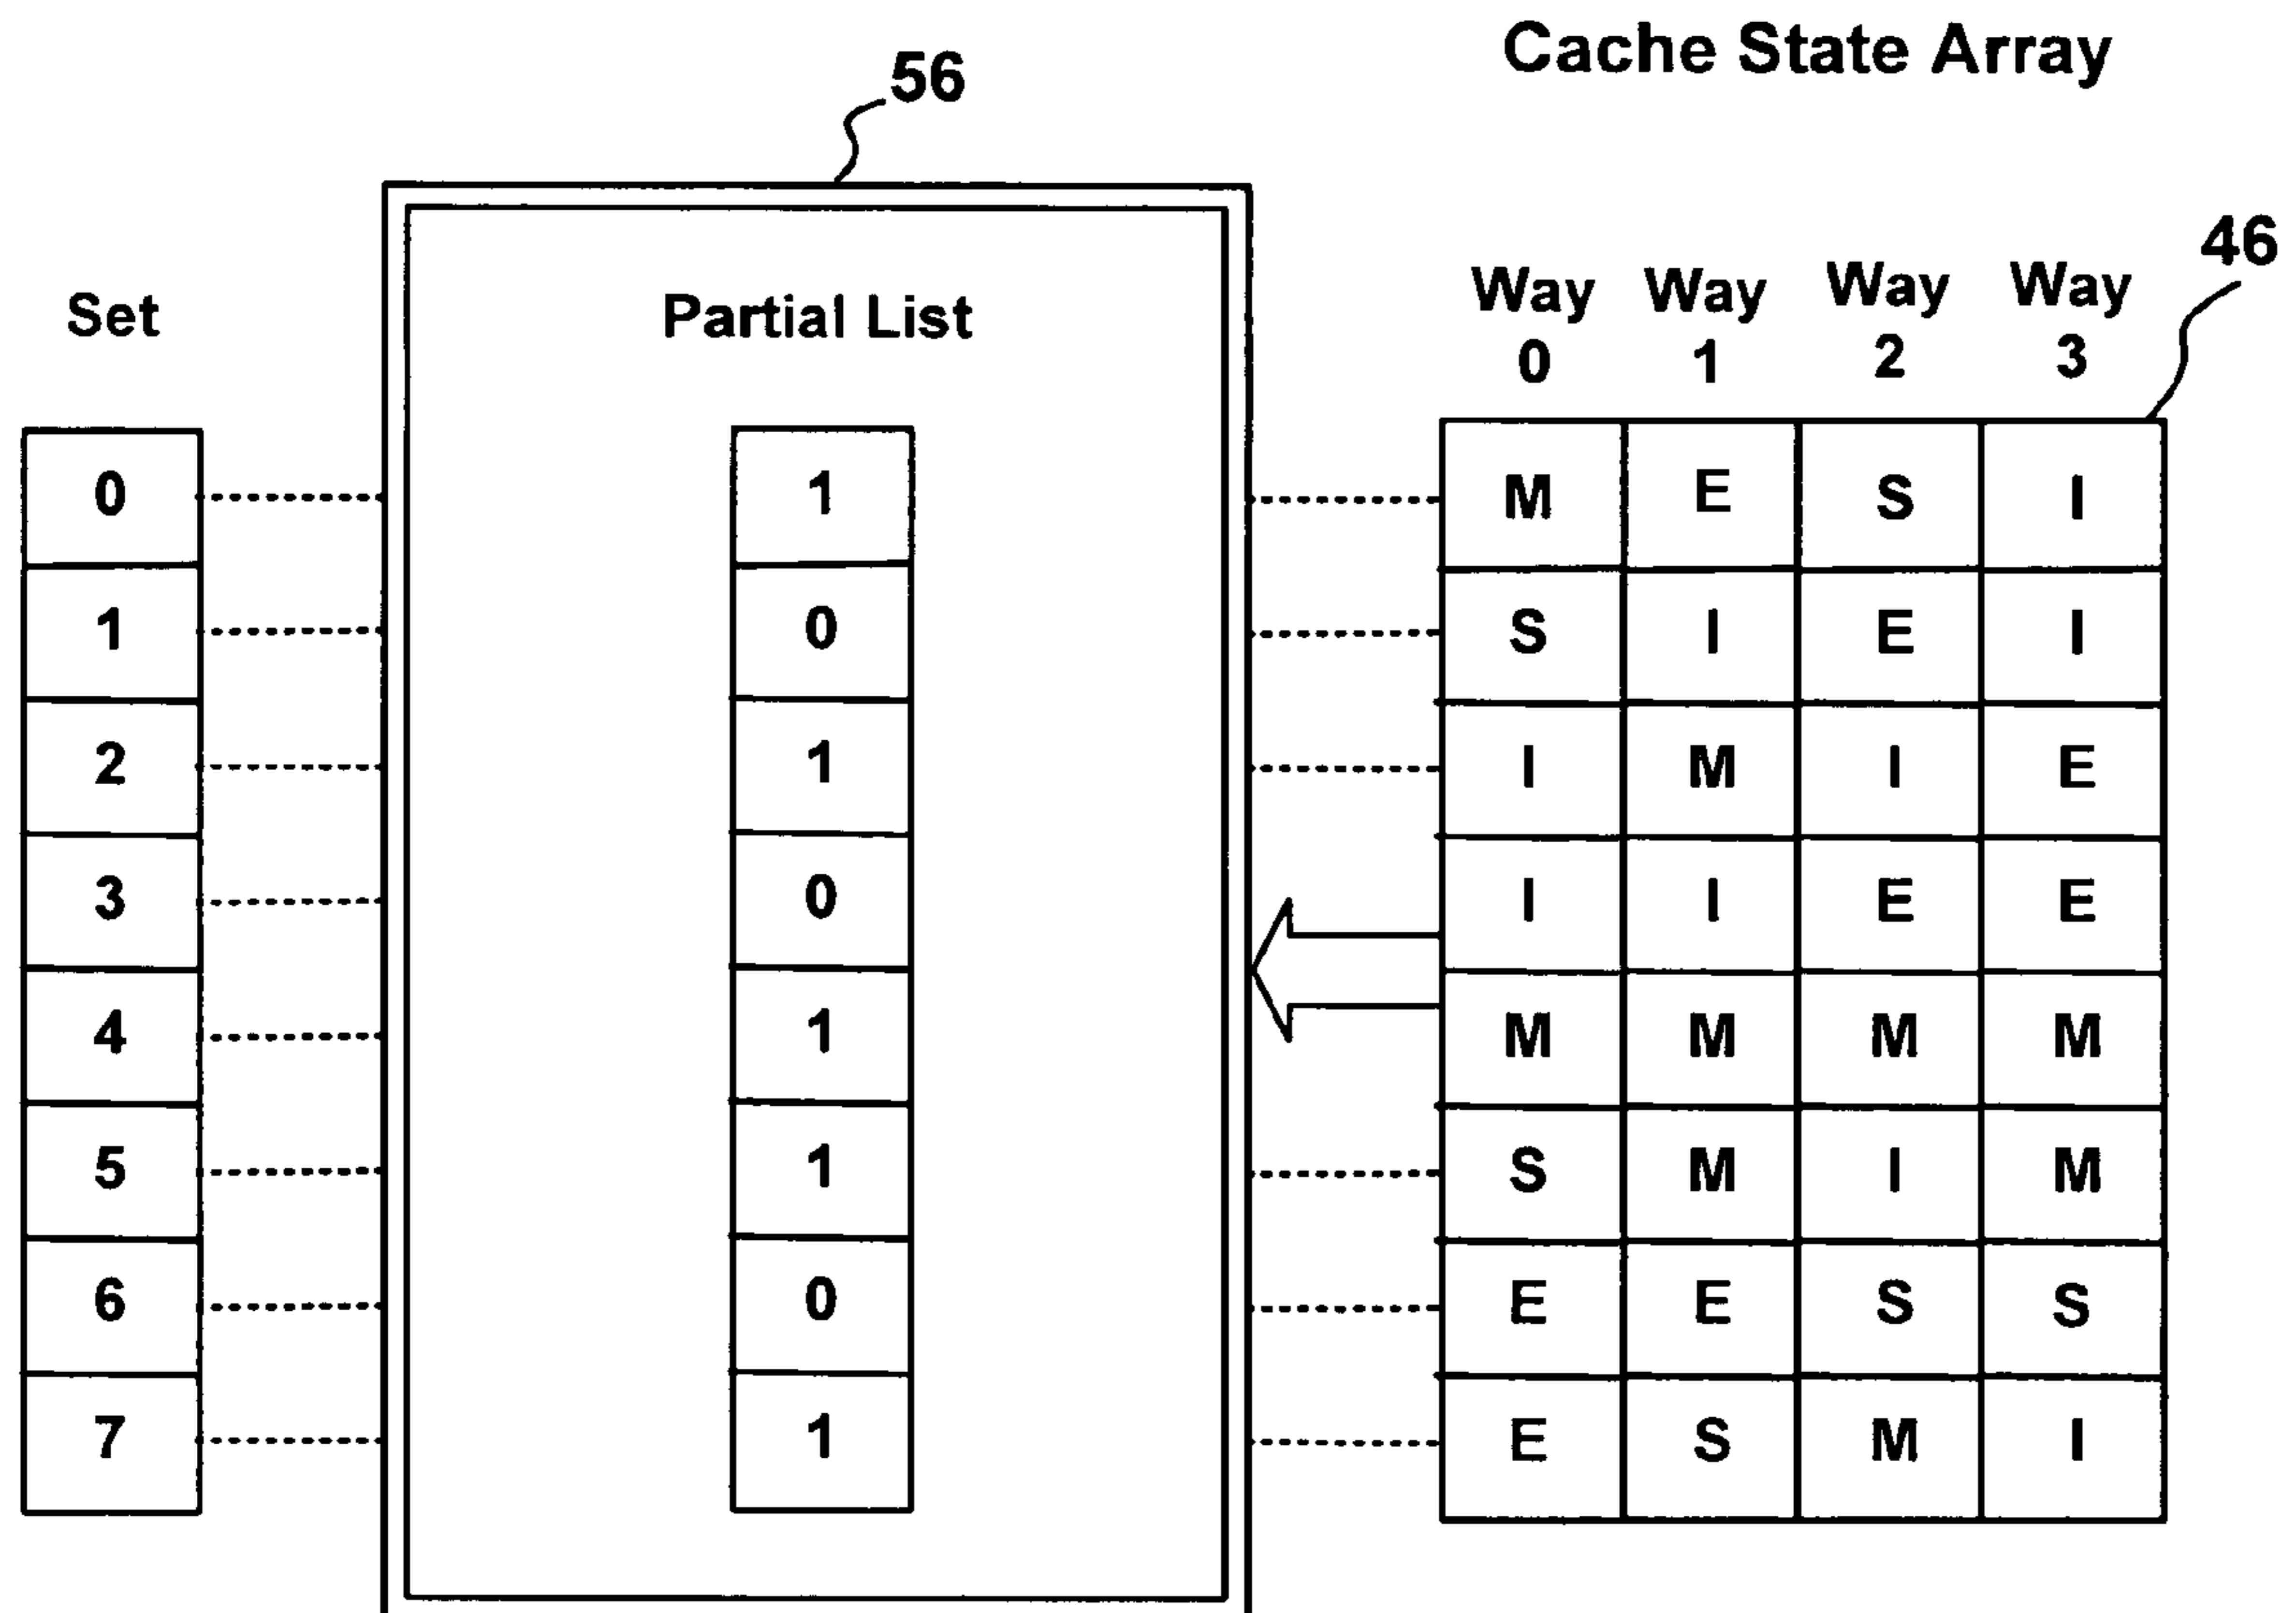 Cache State Array
56
46
Set
Partial List
Way Way Way Way
0 1 2 3
0 1 M E S I
1 0 S I E I
2 1 I M I E
3 0 I I E E
4 1 M M M M
5 1 S M I M
6 0 E E S S
7 1 E S M I